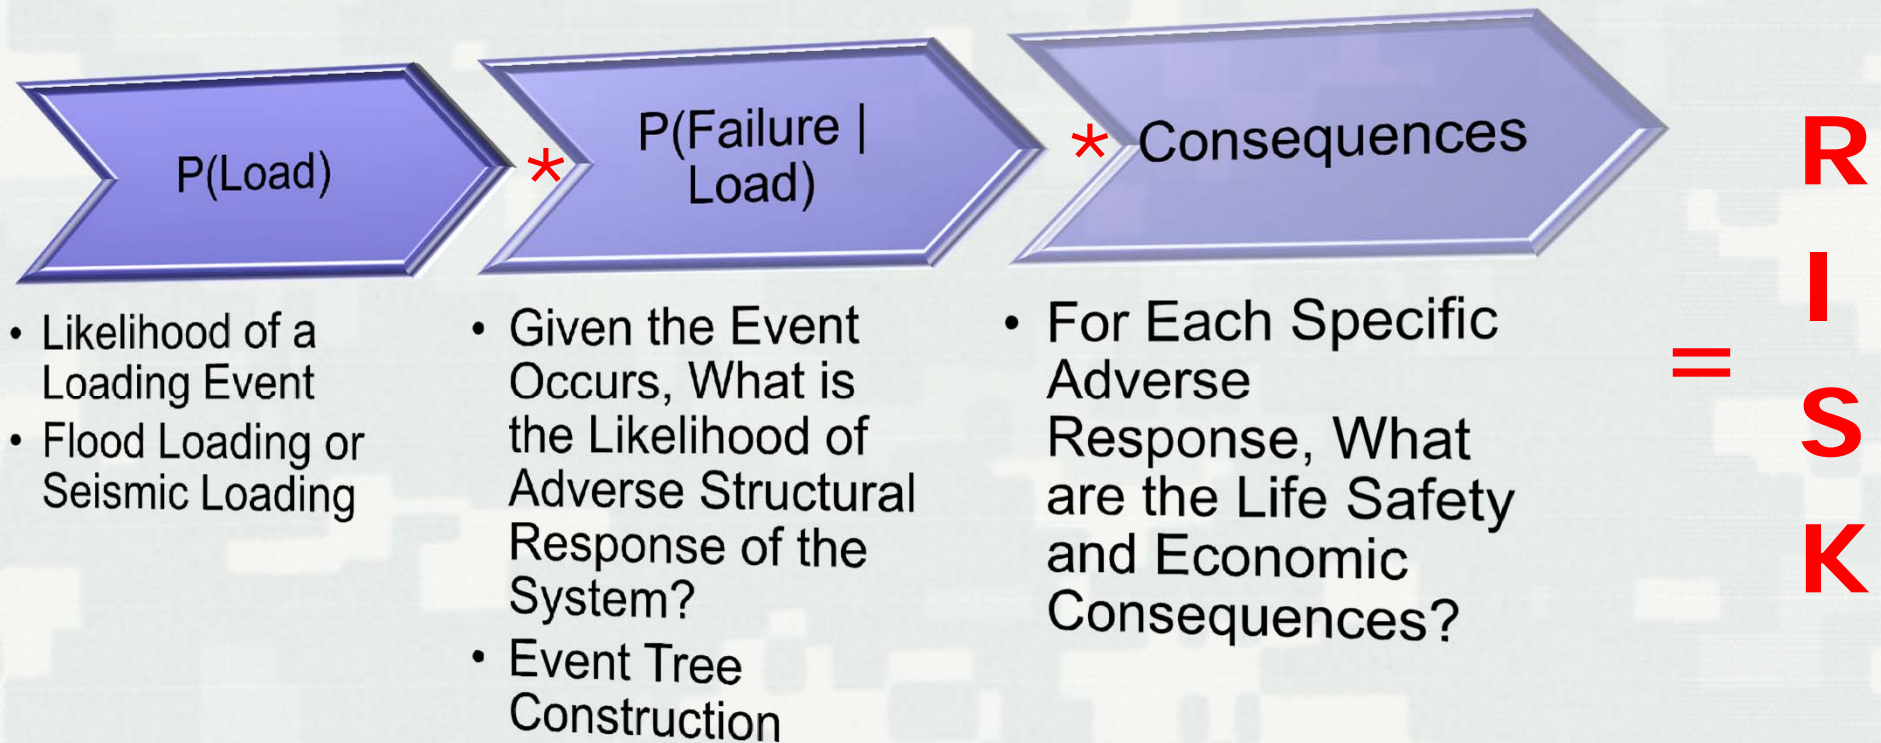 P(Load)
*
P(Failure |
Load)
*
Consequences
• Likelihood of a
Loading Event
• Flood Loading or
Seismic Loading
• Given the Event
Occurs, What is
the Likelihood of
Adverse Structural
Response of the
System?
• Event Tree
Construction
• For Each Specific
Adverse
Response, What
are the Life Safety
and Economic
Consequences?
=
R
I
S
K